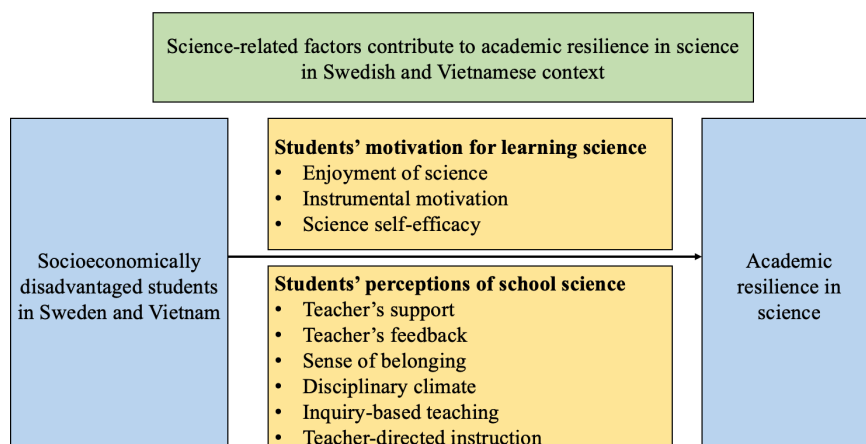 Science-related factors contribute to academic resilience in science
in Swedish and Vietnamese context
Socioeconomically
disadvantaged students
in Sweden and Vietnam
Students’ motivation for learning science
• Enjoyment of science
• Instrumental motivation
• Science self-efficacy
Students’ perceptions of school science
• Teacher’s support
• Teacher’s feedback
• Sense of belonging
• Disciplinary climate
• Inquiry-based teaching
• Teacher-directed instruction
Academic
resilience in
science